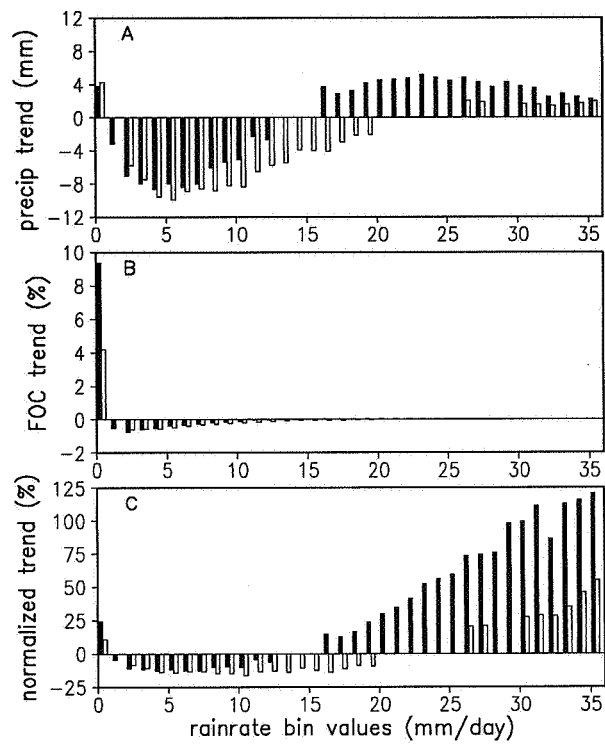 12
8
4
0
−4
−8
−12
precip trend (mm)
A
0 5 10 15 20 25 30 35
10
8
6
4
2
0
−2
FOC trend (%)
B
0 5 10 15 20 25 30 35
125
100
75
50
25
0
−25
normalized trend (%)
C
0 5 10 15 20 25 30 35
rainrate bin values (mm/day)